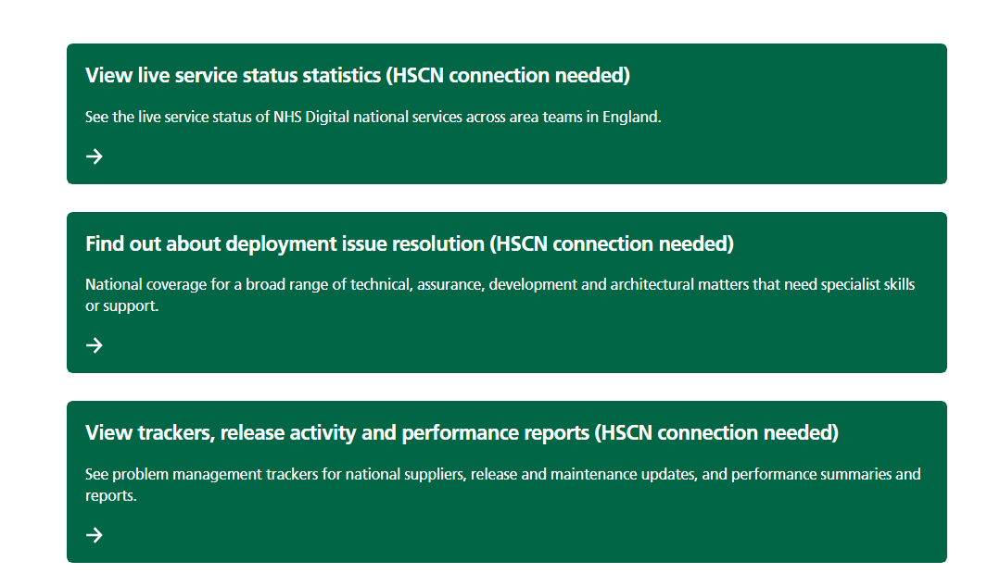 View live service status statistics (HSCN connection needed)
See the live service status of NHS Digital national services across area teams in England.
Find out about deployment issue resolution (HSCN connection needed)
National coverage for a broad range of technical, assurance, development and architectural matters that need specialist skills
or support.
View trackers, release activity and performance reports (HSCN connection needed)
See problem management trackers for national suppliers, release and maintenance updates, and performance summaries and
reports.